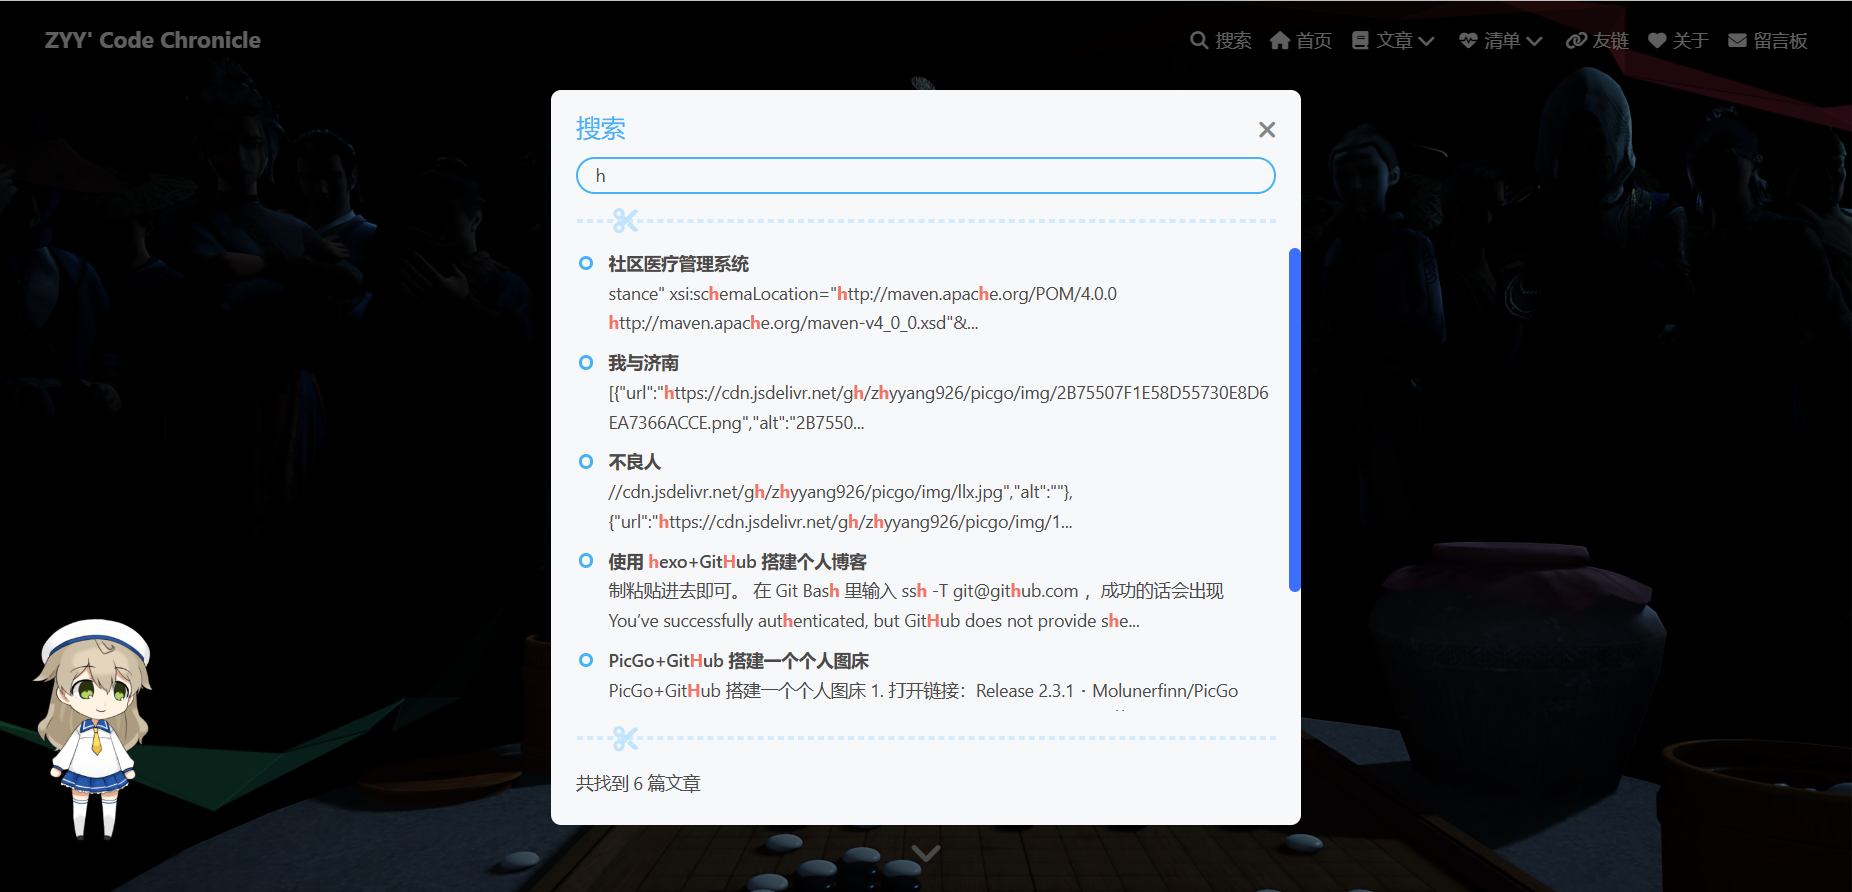 ZYY' Code Chronicle
搜索 首页 文章 清单 友链 关于 留言板
搜索
h
社区医疗管理系统
stance" xsi:schemaLocation="http://maven.apache.org/POM/4.0.0
http://maven.apache.org/maven-v4_0_0.xsd"&...
我与济南
[{"url":"https://cdn.jsdelivr.net/gh/zhyyang926/picgo/img/2B75507F1E58D55730E8D6
EA7366ACCE.png","alt":"2B7550...
不良人
//cdn.jsdelivr.net/gh/zhyyang926/picgo/img/llx.jpg","alt":""},
{"url":"https://cdn.jsdelivr.net/gh/zhyyang926/picgo/img/1...
使用 hexo+GitHub 搭建个人博客
制粘贴进去即可。 在 Git Bash 里输入 ssh -T git@github.com ，成功的话会出现
You’ve successfully authenticated, but GitHub does not provide she...
PicGo+GitHub 搭建一个个人图床
PicGo+GitHub 搭建一个个人图床 1. 打开链接：Release 2.3.1 · Molunerfinn/PicGo
共找到 6 篇文章